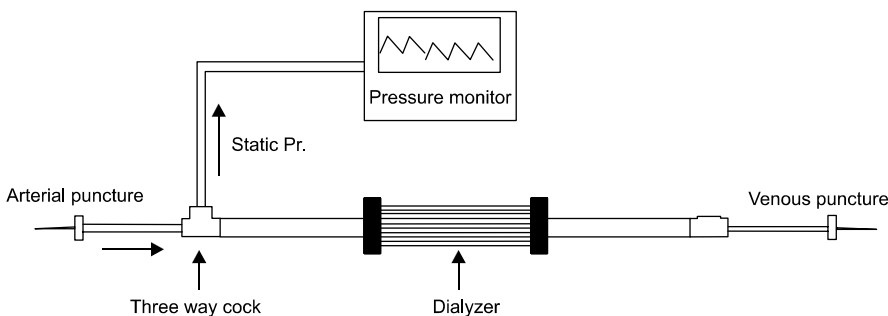 Pressure monitor
Static Pr.
Arterial puncture
Venous puncture
Three way cock
Dialyzer